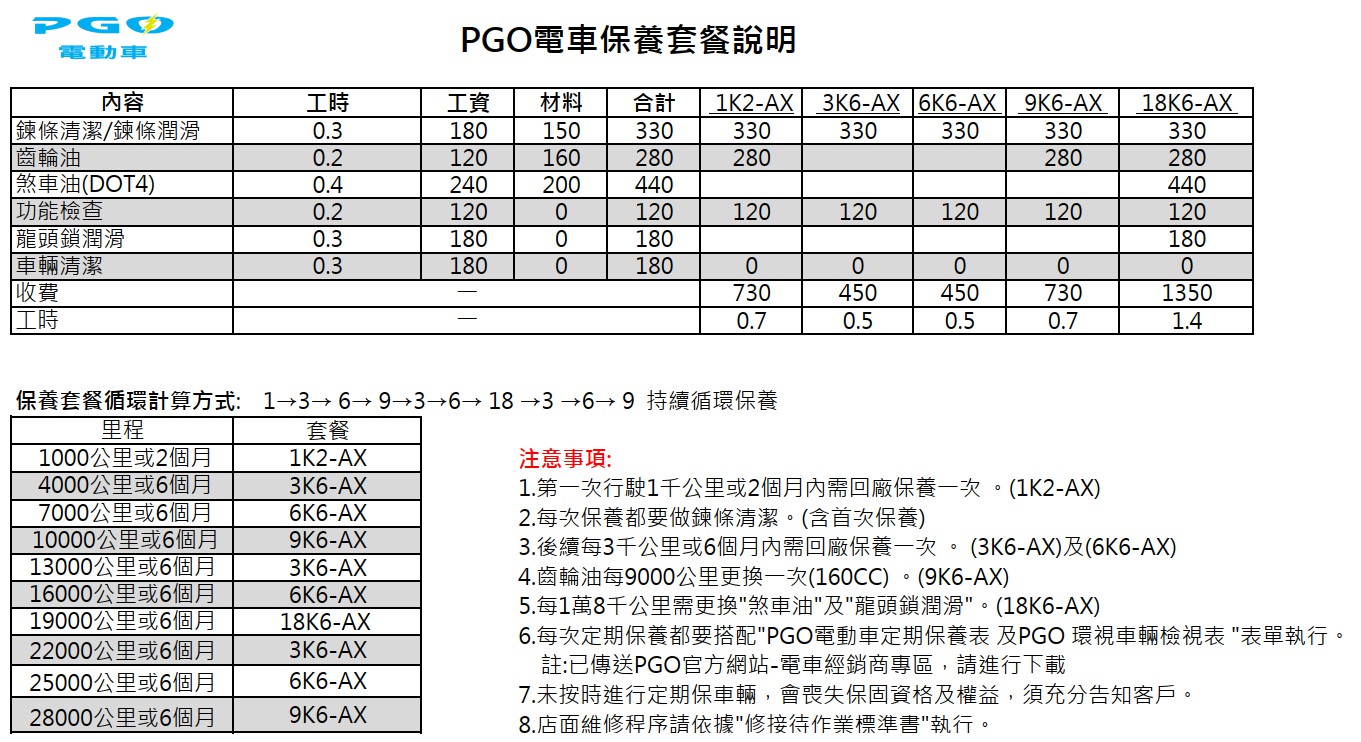 PGO
電動車
PGO電車保養套餐說明
內容 工時 工資 材料 合計 1K2-AX 3K6-AX 6K6-AX 9K6-AX 18K6-AX
鍊條清潔/鍊條潤滑 0.3 180 150 330 330 330 330 330 330
齒輪油 0.2 120 160 280 280 280 280
煞車油(DOT4) 0.4 240 200 440 440
功能檢查 0.2 120 0 120 120 120 120 120 120
龍頭鎖潤滑 0.3 180 0 180 180
車輛清潔 0.3 180 0 180 0 0 0 0 0
收費 — 730 450 450 730 1350
工時 — 0.7 0.5 0.5 0.7 1.4
保養套餐循環計算方式: 1→3→ 6→ 9→3→6→ 18 →3 →6→ 9 持續循環保養
里程 套餐
1000公里或2個月 1K2-AX
4000公里或6個月 3K6-AX
7000公里或6個月 6K6-AX
10000公里或6個月 9K6-AX
13000公里或6個月 3K6-AX
16000公里或6個月 6K6-AX
19000公里或6個月 18K6-AX
22000公里或6個月 3K6-AX
25000公里或6個月 6K6-AX
28000公里或6個月 9K6-AX
注意事項:
1.第一次行駛1千公里或2個月內需回廠保養一次 。(1K2-AX)
2.每次保養都要做鍊條清潔。(含首次保養)
3.後續每3千公里或6個月內需回廠保養一次 。 (3K6-AX)及(6K6-AX)
4.齒輪油每9000公里更換一次(160CC) 。(9K6-AX)
5.每1萬8千公里需更換"煞車油"及"龍頭鎖潤滑"。(18K6-AX)
6.每次定期保養都要搭配"PGO電動車定期保養表 及PGO 環視車輛檢視表 "表單執行。
註:已傳送PGO官方網站-電車經銷商專區，請進行下載
7.未按時進行定期保車輛，會喪失保固資格及權益，須充分告知客戶。
8.店面維修程序請依據"修接待作業標準書"執行。